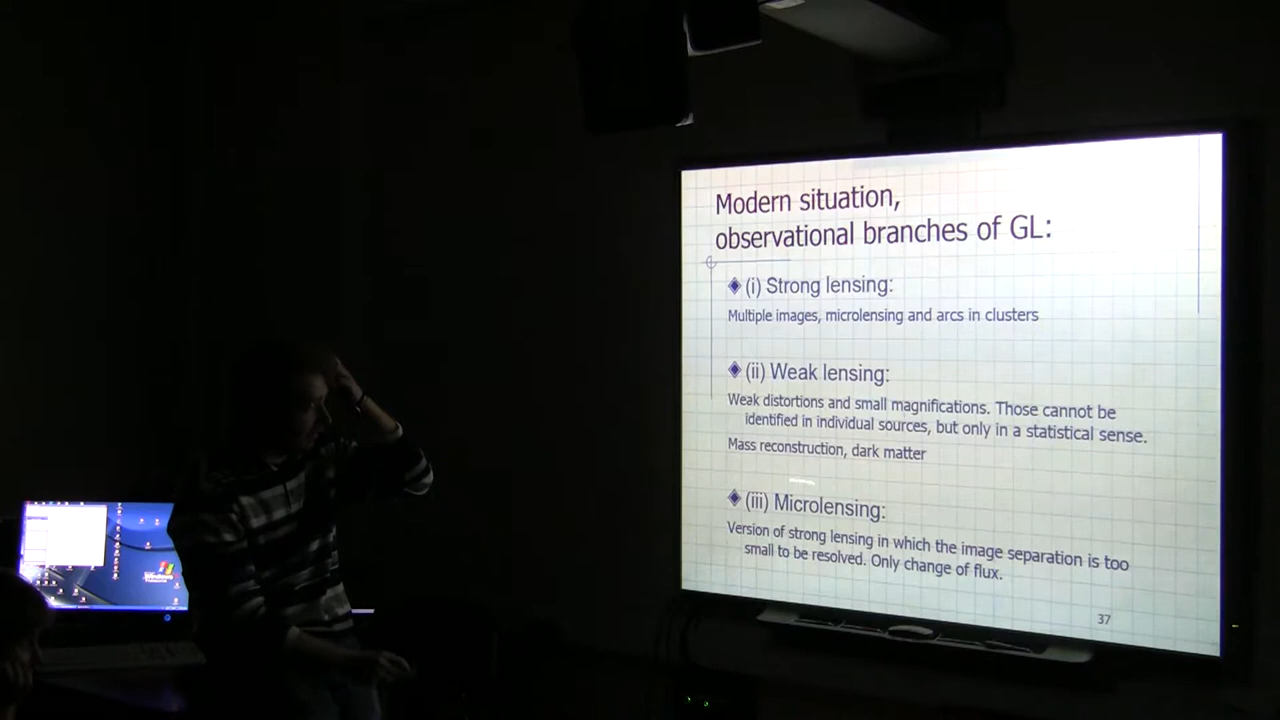 Modern situation,
observational branches of GL:
(i) Strong lensing:
Multiple images, microlensing and arcs in clusters
(ii) Weak lensing:
Weak distortions and small magnifications. Those cannot be
identified in individual sources, but only in a statistical sense.
Mass reconstruction, dark matter
(iii) Microlensing:
Version of strong lensing in which the image separation is too
small to be resolved. Only change of flux.
37
Windows